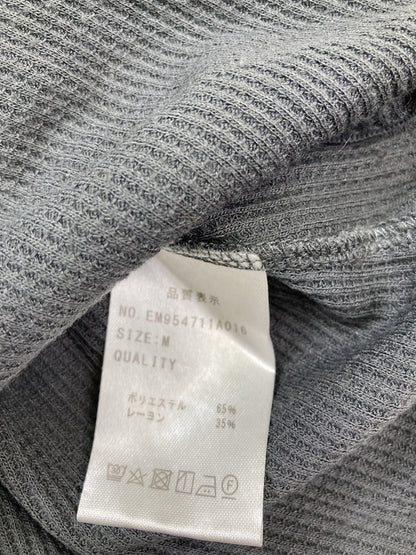 品質表示
NO. EM954711A016
SIZE:M
QUALITY
ポリエステル 65%
レーヨン 35%